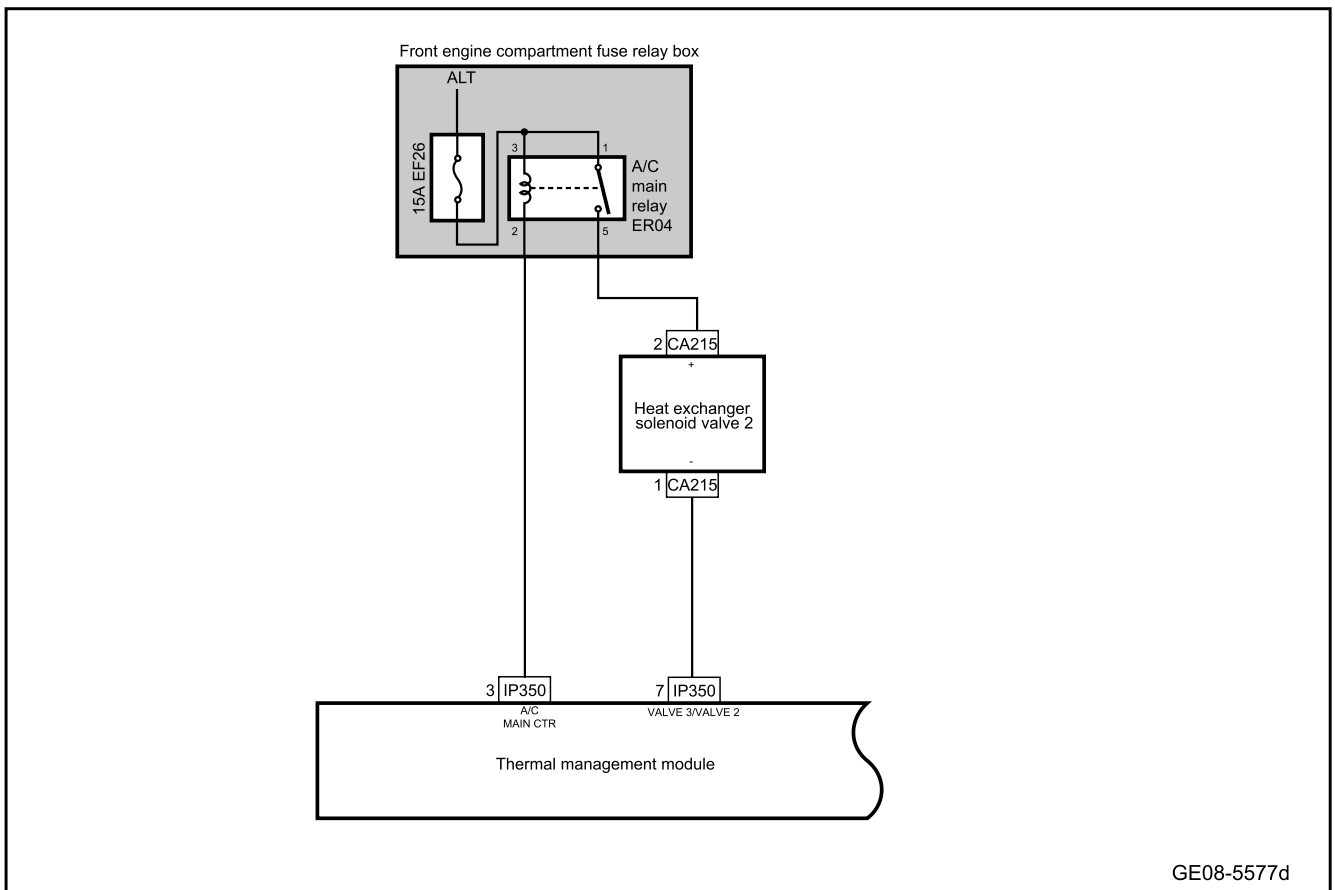 Front engine compartment fuse relay box
ALT
15A EF26
3
1
A/C
main
relay
ER04
2
5
2 CA215
+
Heat exchanger
solenoid valve 2
-
1 CA215
3 IP350
7 IP350
A/C
MAIN CTR
VALVE 3/VALVE 2
Thermal management module
GE08-5577d